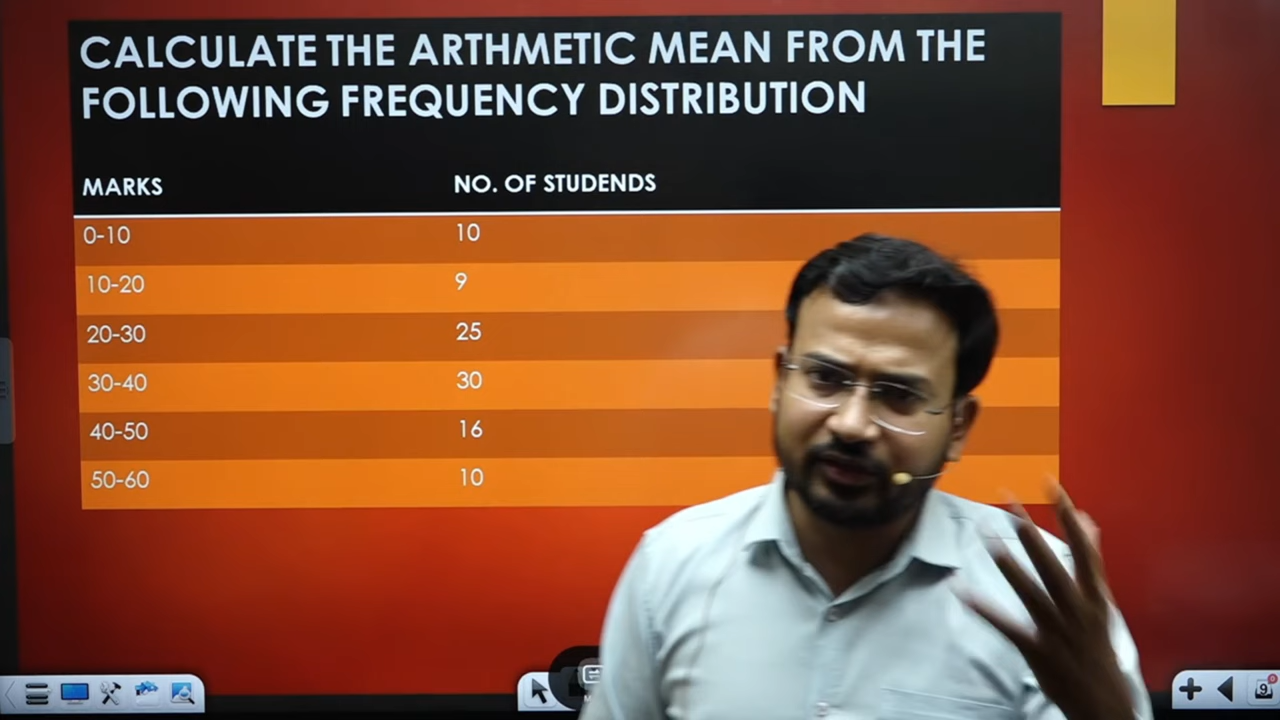 CALCULATE THE ARTHMETIC MEAN FROM THE
FOLLOWING FREQUENCY DISTRIBUTION
MARKS NO. OF STUDENDS
0-10 10
10-20 9
20-30 25
30-40 30
40-50 16
50-60 10